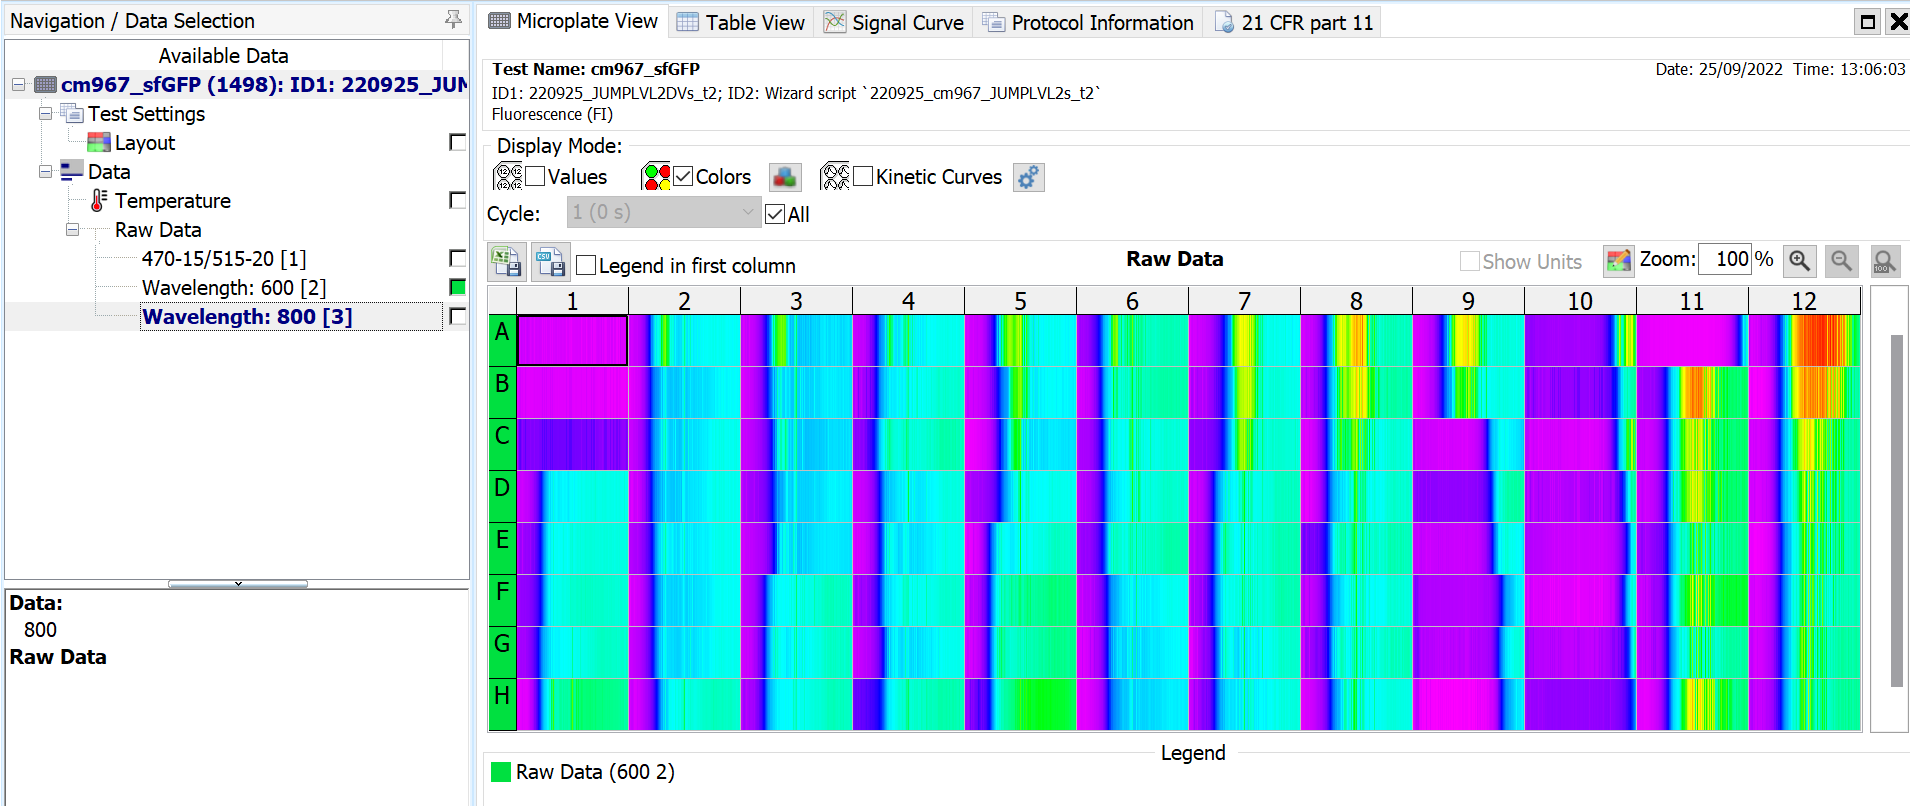 Navigation / Data Selection
Available Data
cm967_sfGFP (1498): ID1: 220925_JUM
Test Settings
Layout
Data
Temperature
Raw Data
470-15/515-20 [1]
Wavelength: 600 [2]
Wavelength: 800 [3]
Data:
800
Raw Data
Microplate View
Table View
Signal Curve
Protocol Information
21 CFR part 11
Test Name: cm967_sfGFP
Date: 25/09/2022 Time: 13:06:03
ID1: 220925_JUMPLVL2DVs_t2; ID2: Wizard script `220925_cm967_JUMPLVL2s_t2`
Fluorescence (FI)
Display Mode:
Values
Colors
Kinetic Curves
Cycle:
1 (0 s)
All
Legend in first column
Raw Data
Show Units
Zoom: 100 %
1 2 3 4 5 6 7 8 9 10 11 12
A
B
C
D
E
F
G
H
Legend
Raw Data (600 2)